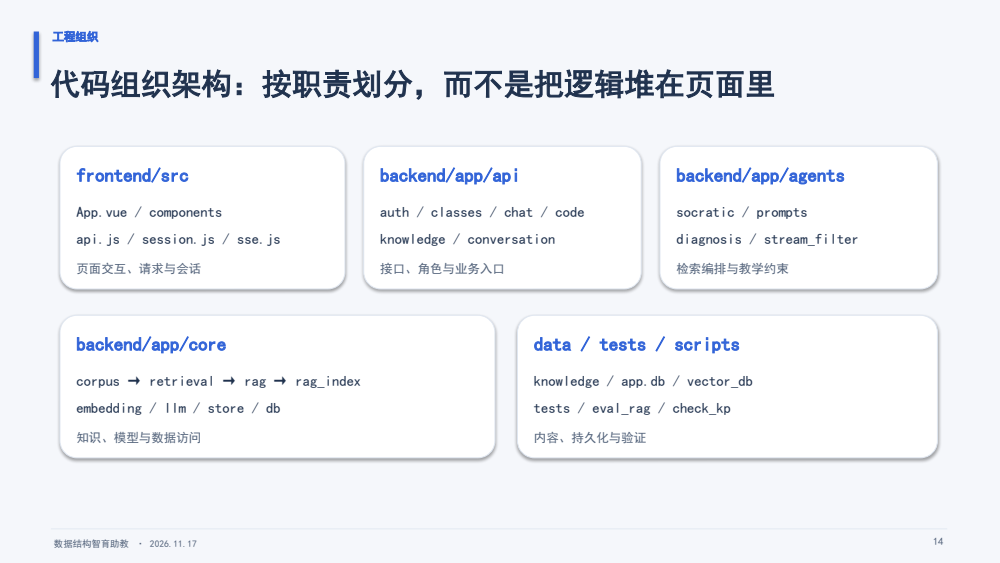 工程组织
代码组织架构：按职责划分，而不是把逻辑堆在页面里
frontend/src
App.vue / components
api.js / session.js / sse.js
页面交互、请求与会话
backend/app/api
auth / classes / chat / code
knowledge / conversation
接口、角色与业务入口
backend/app/agents
socratic / prompts
diagnosis / stream_filter
检索编排与教学约束
backend/app/core
corpus → retrieval → rag → rag_index
embedding / llm / store / db
知识、模型与数据访问
data / tests / scripts
knowledge / app.db / vector_db
tests / eval_rag / check_kp
内容、持久化与验证
数据结构智育助教 · 2026.11.17
14